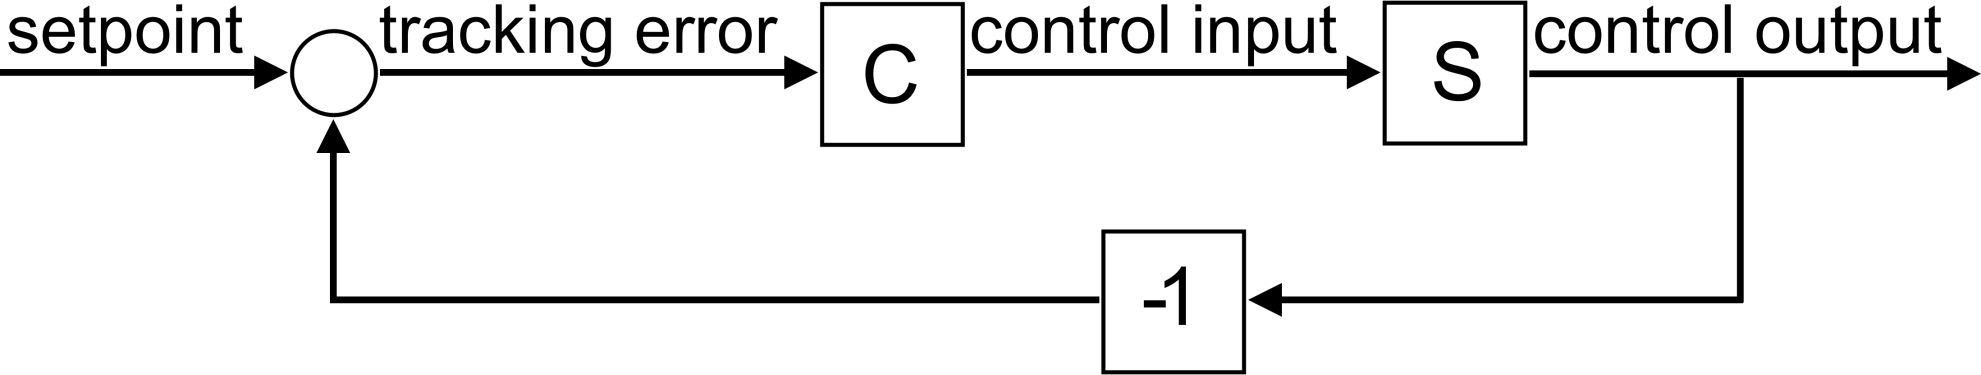 setpoint
tracking error
C
control input
S
control output
-1